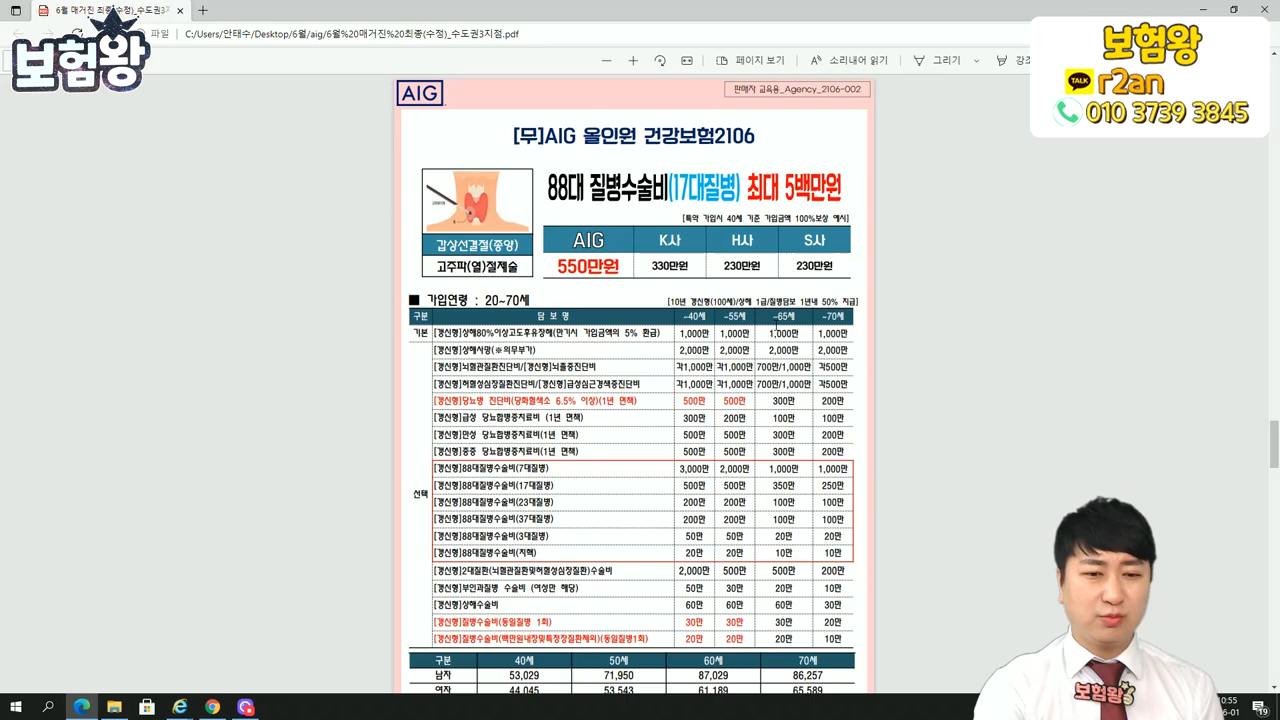 6월 매거진 최종(수정)_수도권3지
파일 C:/Users/안태수/Desktop/6월/aig/6월%20매거진%20최종(수정)_수도권3지점.pdf
보험왕
페이지 보기 소리내어 읽기 그리기 강조
보험왕
TALK r2an
010 3739 3845
AIG
판매자 교육용_Agency_2106-002
[무]AIG 올인원 건강보험2106
88대 질병수술비(17대질병) 최대 5백만원
[특약 가입시 40세 기준 가입금액 100%보상 예시]
갑상선결절(종양)
고주파(열)절제술
AIG K사 H사 S사
550만원 330만원 230만원 230만원
■ 가입연령 : 20~70세
[10년 갱신형(100세)/상해 1급/질병담보 1년내 50% 지급]
구분 담 보 명 ~40세 ~55세 ~65세 ~70세
기본 [갱신형]상해80%이상고도후유장해(만기시 가입금액의 5% 환급) 1,000만 1,000만 1,000만 1,000만
선택
[갱신형]상해사망(※의무부가) 2,000만 2,000만 2,000만 2,000만
[갱신형]뇌혈관질환진단비/[갱신형]뇌졸중진단비 각1,000만 각1,000만 700만/1,000만 각500만
[갱신형]허혈성심장질환진단비/[갱신형]급성심근경색증진단비 각1,000만 각1,000만 700만/1,000만 각500만
[갱신형]당뇨병 진단비(당화혈색소 6.5% 이상)(1년 면책) 500만 500만 300만 200만
[갱신형]급성 당뇨합병증치료비 (1년 면책) 300만 200만 100만 100만
[갱신형]만성 당뇨합병증치료비(1년 면책) 500만 500만 300만 200만
[갱신형]중증 당뇨합병증치료비(1년 면책) 500만 500만 300만 200만
[갱신형]88대질병수술비(7대질병) 3,000만 2,000만 1,000만 1,000만
[갱신형]88대질병수술비(17대질병) 500만 500만 350만 250만
[갱신형]88대질병수술비(23대질병) 200만 200만 100만 100만
[갱신형]88대질병수술비(37대질병) 200만 200만 100만 100만
[갱신형]88대질병수술비(3대질병) 50만 50만 20만 20만
[갱신형]88대질병수술비(치핵) 20만 20만 10만 10만
[갱신형]2대질환(뇌혈관질환및허혈성심장질환)수술비 2,000만 500만 500만 200만
[갱신형]부인과질병 수술비 (여성만 해당) 50만 30만 20만 10만
[갱신형]상해수술비 60만 60만 60만 30만
[갱신형]질병수술비(동일질병 1회) 30만 30만 30만 20만
[갱신형]질병수술비(백만원내장및특정장질환제외)(동일질병1회) 20만 20만 20만 10만
구분 40세 50세 60세 70세
남자 53,029 71,950 87,029 86,257
여자 44,045 53,543 61,189 65,589
보험왕
19